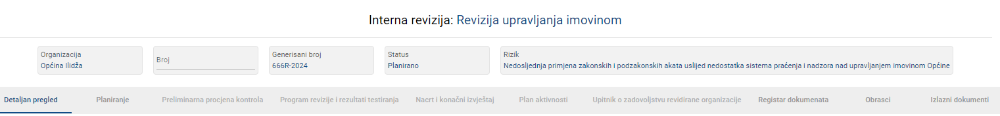 Interna revizija: Revizija upravljanja imovinom
Organizacija
Općina Ilidža
Broj
Generisani broj
666R-2024
Status
Planirano
Rizik
Nedosljednja primjena zakonskih i podzakonskih akata uslijed nedostatka sistema praćenja i nadzora nad upravljanjem imovinom Općine
Detaljan pregled Planiranje Preliminarna procjena kontrola Program revizije i rezultati testiranja Nacrt i konačni izvještaj Plan aktivnosti Upitnik o zadovoljstvu revidirane organizacije Registar dokumenata Obrasci Izlazni dokumenti